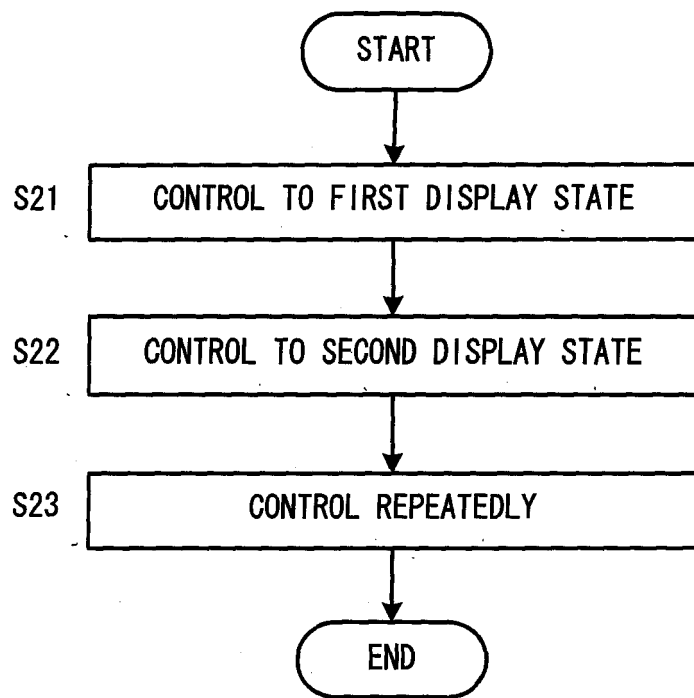 START
S21 CONTROL TO FIRST DISPLAY STATE
S22 CONTROL TO SECOND DISPLAY STATE
S23 CONTROL REPEATEDLY
END